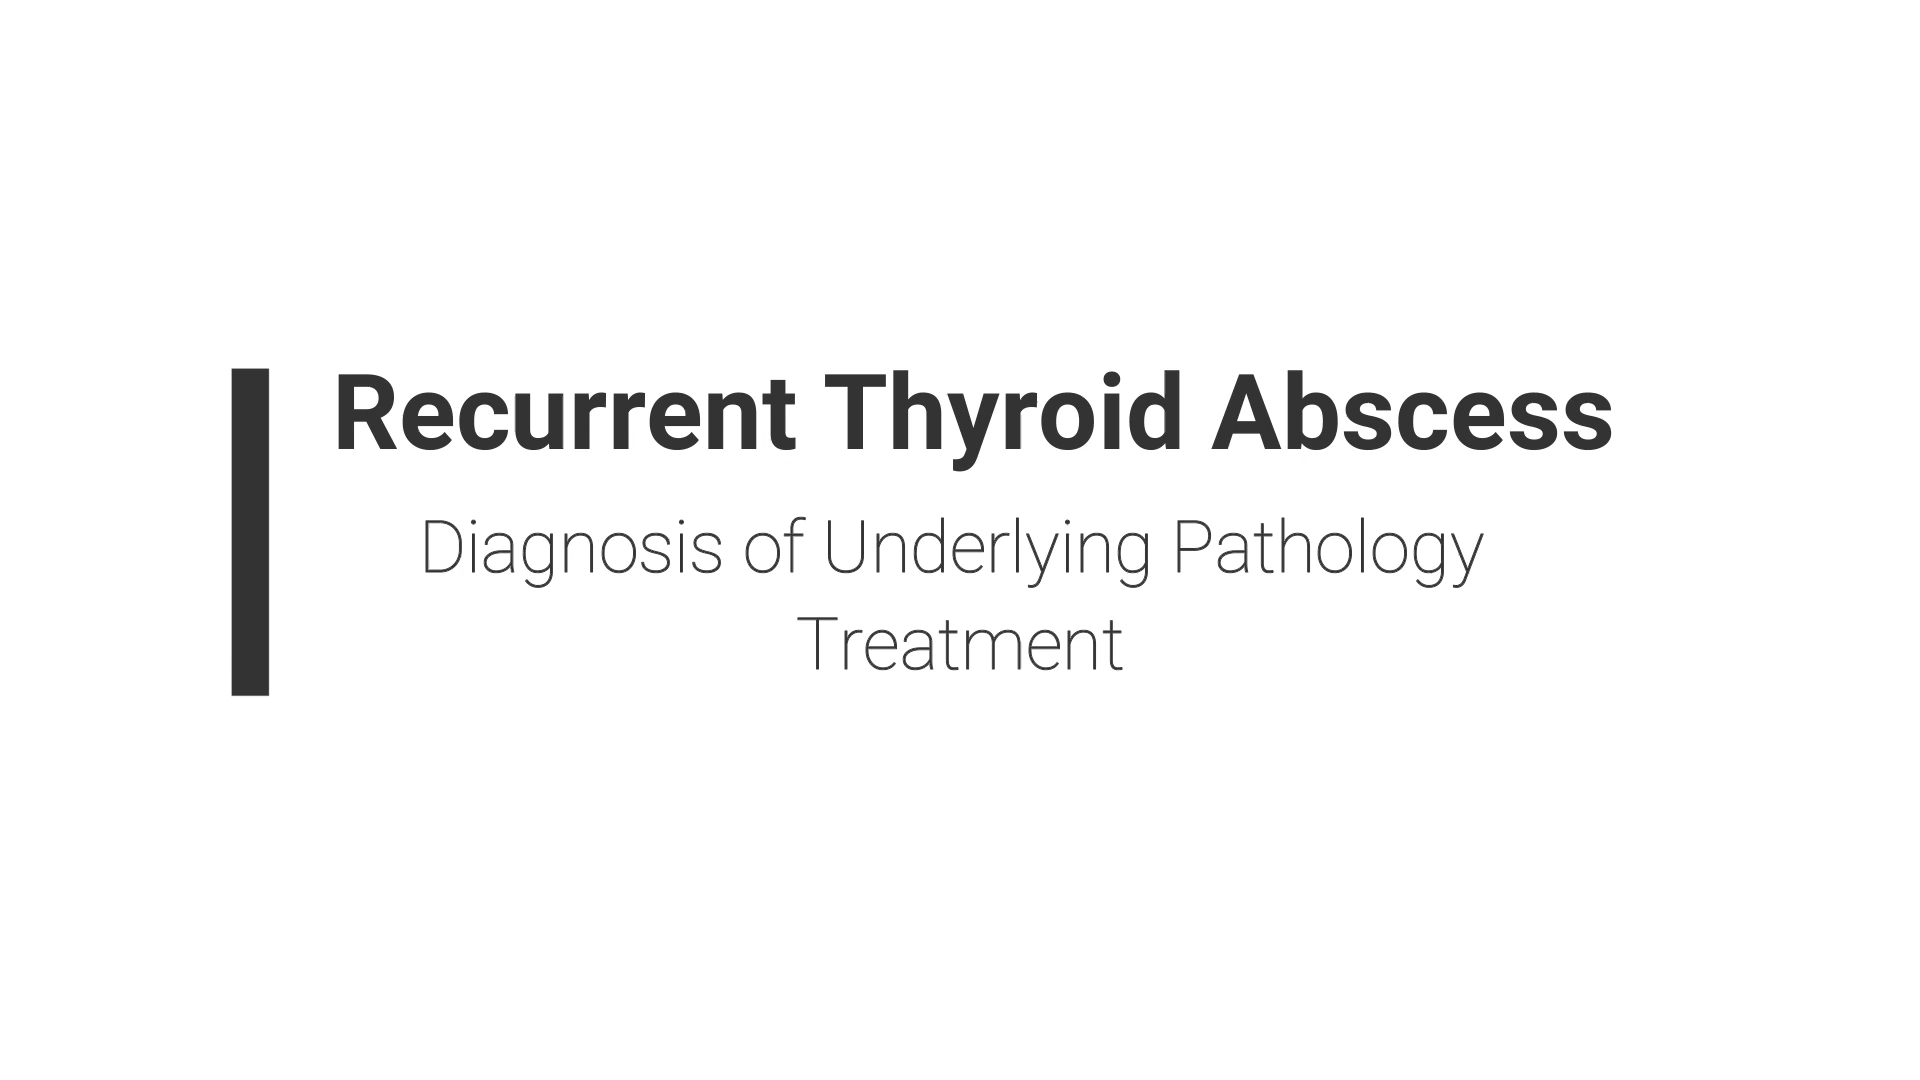 Recurrent Thyroid Abscess
Diagnosis of Underlying Pathology
Treatment